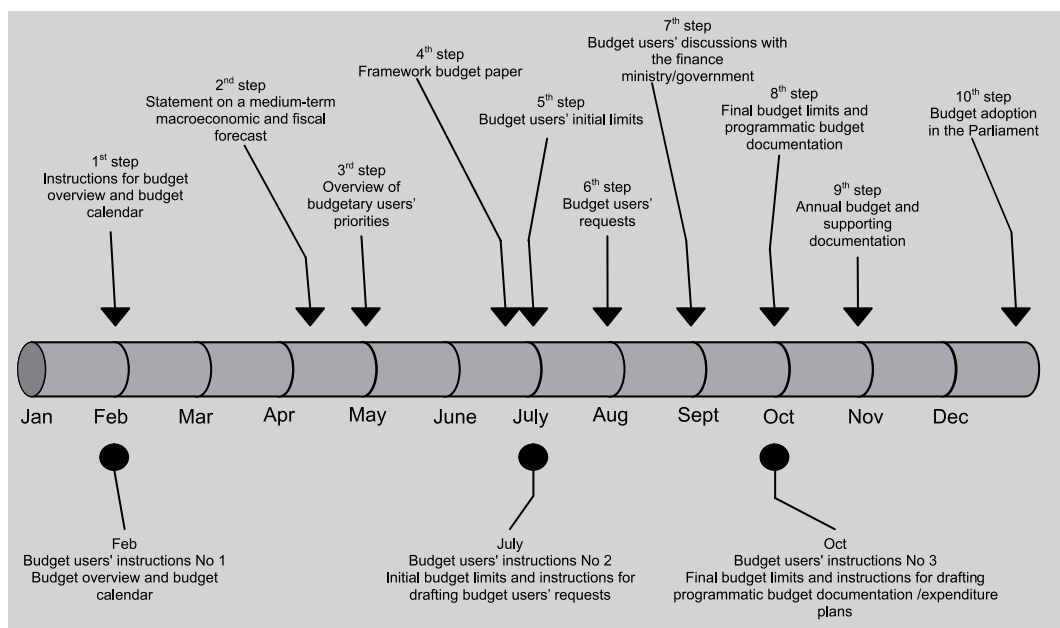 1st step
Instructions for budget
overview and budget
calendar
2nd step
Statement on a medium-term
macroeconomic and fiscal
forecast
3rd step
Overview of
budgetary users'
priorities
4th step
Framework budget paper
5th step
Budget users' initial limits
6th step
Budget users'
requests
7th step
Budget users' discussions with
the finance
ministry/government
8th step
Final budget limits and
programmatic budget
documentation
9th step
Annual budget and
supporting
documentation
10th step
Budget adoption
in the Parliament
Jan Feb Mar Apr May June July Aug Sept Oct Nov Dec
Feb
Budget users' instructions No 1
Budget overview and budget
calendar
July
Budget users' instructions No 2
Initial budget limits and instructions for
drafting budget users' requests
Oct
Budget users' instructions No 3
Final budget limits and instructions for drafting
programmatic budget documentation /expenditure
plans